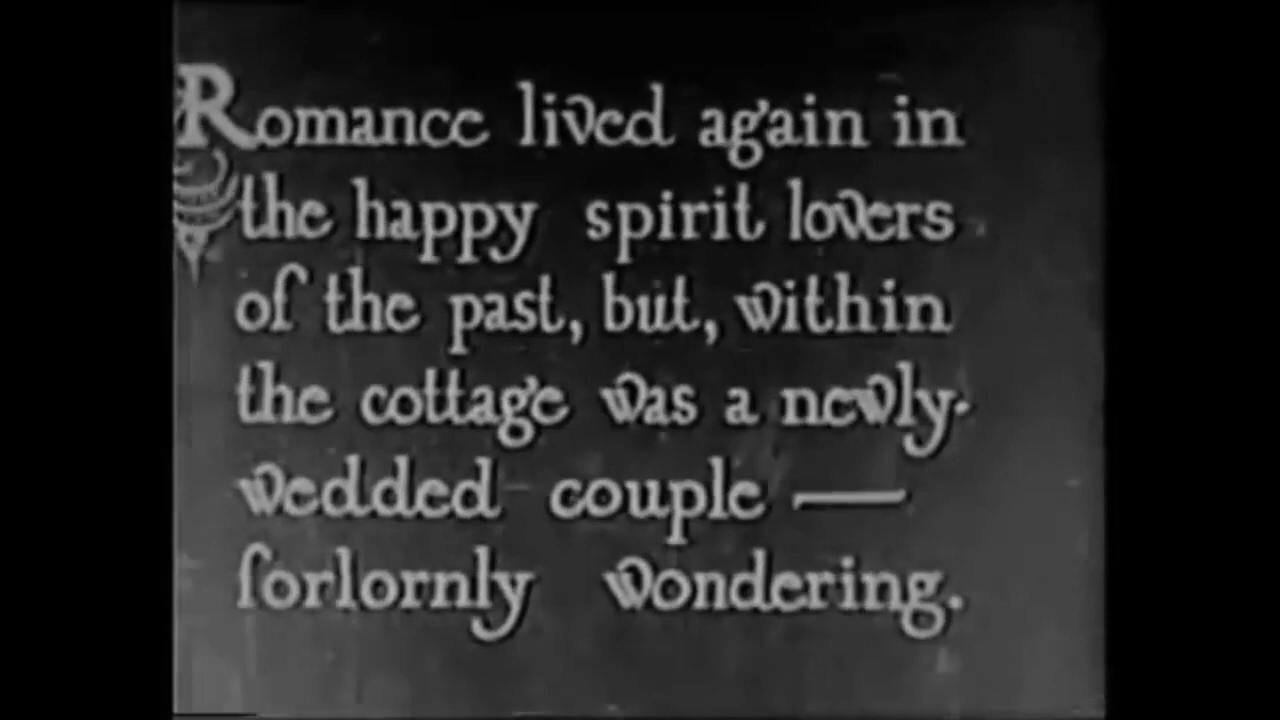 Romance lived again in
the happy spirit lovers
of the past, but, within
the cottage was a newly-
wedded couple —
forlornly wondering.